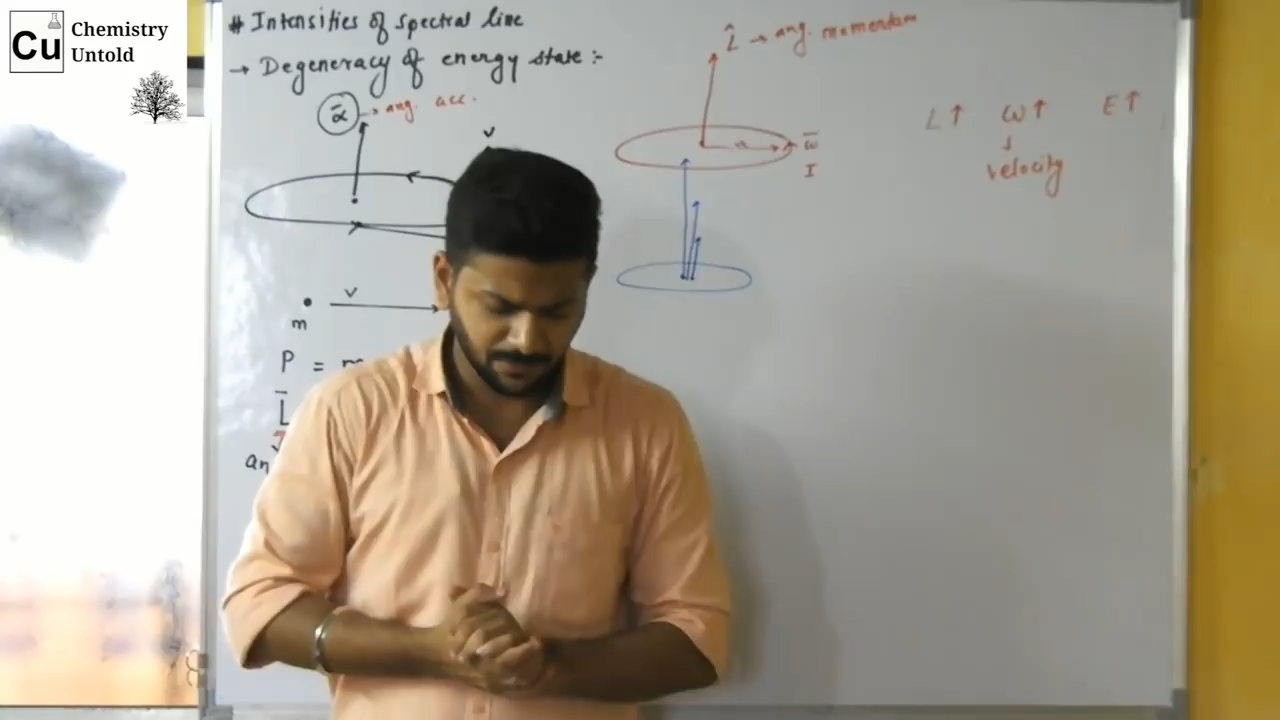 Cu
Chemistry
Untold
# Intensities of spectral line
→ Degeneracy of energy state :-
ᾱ → ang. acc.
v
m
v
P = m
L̄
an
L̂ → ang. momentum
r
ω̄
I
L↑ ω↑ E↑
↓
velocity